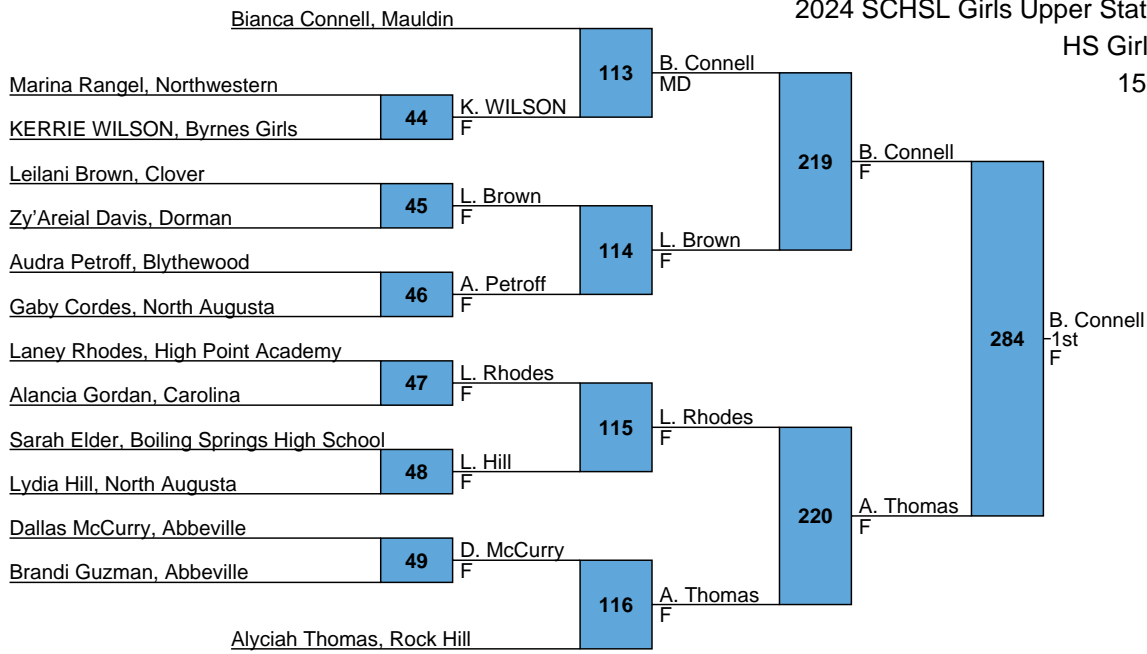 2024 SCHSL Girls Upper Stat
HS Girl
15
Bianca Connell, Mauldin
113
B. Connell
MD
Marina Rangel, Northwestern
44
K. WILSON
F
KERRIE WILSON, Byrnes Girls
219
B. Connell
F
Leilani Brown, Clover
45
L. Brown
F
Zy'Areial Davis, Dorman
114
L. Brown
F
Audra Petroff, Blythewood
46
A. Petroff
F
Gaby Cordes, North Augusta
284
B. Connell
1st
F
Laney Rhodes, High Point Academy
47
L. Rhodes
F
Alancia Gordan, Carolina
115
L. Rhodes
F
Sarah Elder, Boiling Springs High School
48
L. Hill
F
Lydia Hill, North Augusta
220
A. Thomas
F
Dallas McCurry, Abbeville
49
D. McCurry
F
Brandi Guzman, Abbeville
116
A. Thomas
F
Alyciah Thomas, Rock Hill